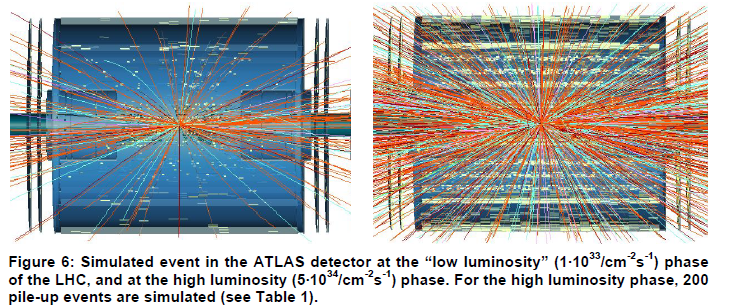 Figure 6: Simulated event in the ATLAS detector at the “low luminosity” (1·10³³/cm⁻²s⁻¹) phase
of the LHC, and at the high luminosity (5·10³⁴/cm⁻²s⁻¹) phase. For the high luminosity phase, 200
pile-up events are simulated (see Table 1).